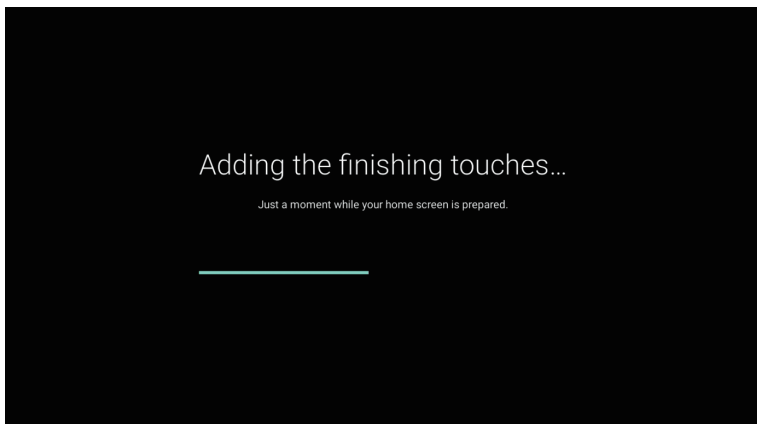 Adding the finishing touches...
Just a moment while your home screen is prepared.